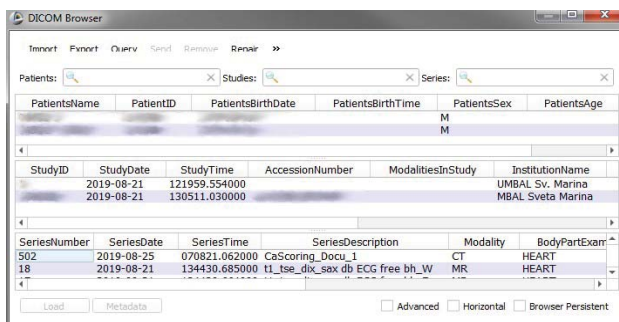 DICOM Browser
Import Export Query Send Remove Repair »
Patients: Studies: Series:
PatientsName PatientID PatientsBirthDate PatientsBirthTime PatientsSex PatientsAge
M
M
StudyID StudyDate StudyTime AccessionNumber ModalitiesInStudy InstitutionName
2019-08-21 121959.554000 UMBAL Sv. Marina
2019-08-21 130511.030000 MBAL Sveta Marina
SeriesNumber SeriesDate SeriesTime SeriesDescription Modality BodyPartExam
502 2019-08-25 070821.062000 CaScoring_Docu_1 CT HEART
18 2019-08-21 134430.685000 t1_tse_dix_sax db ECG free bh_W MR HEART
Load Metadata Advanced Horizontal Browser Persistent